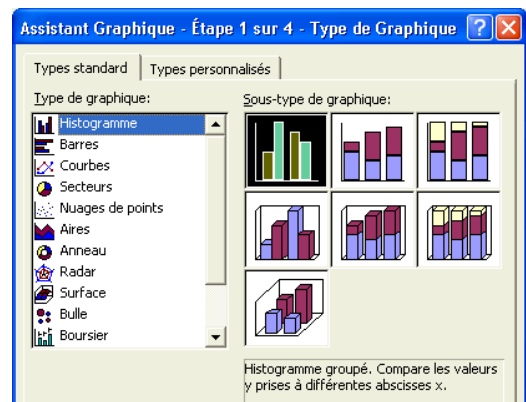 Assistant Graphique - Étape 1 sur 4 - Type de Graphique
Types standard
Types personnalisés
Type de graphique:
Histogramme
Barres
Courbes
Secteurs
Nuages de points
Aires
Anneau
Radar
Surface
Bulle
Boursier
Sous-type de graphique:
Histogramme groupé. Compare les valeurs
y prises à différentes abscisses x.